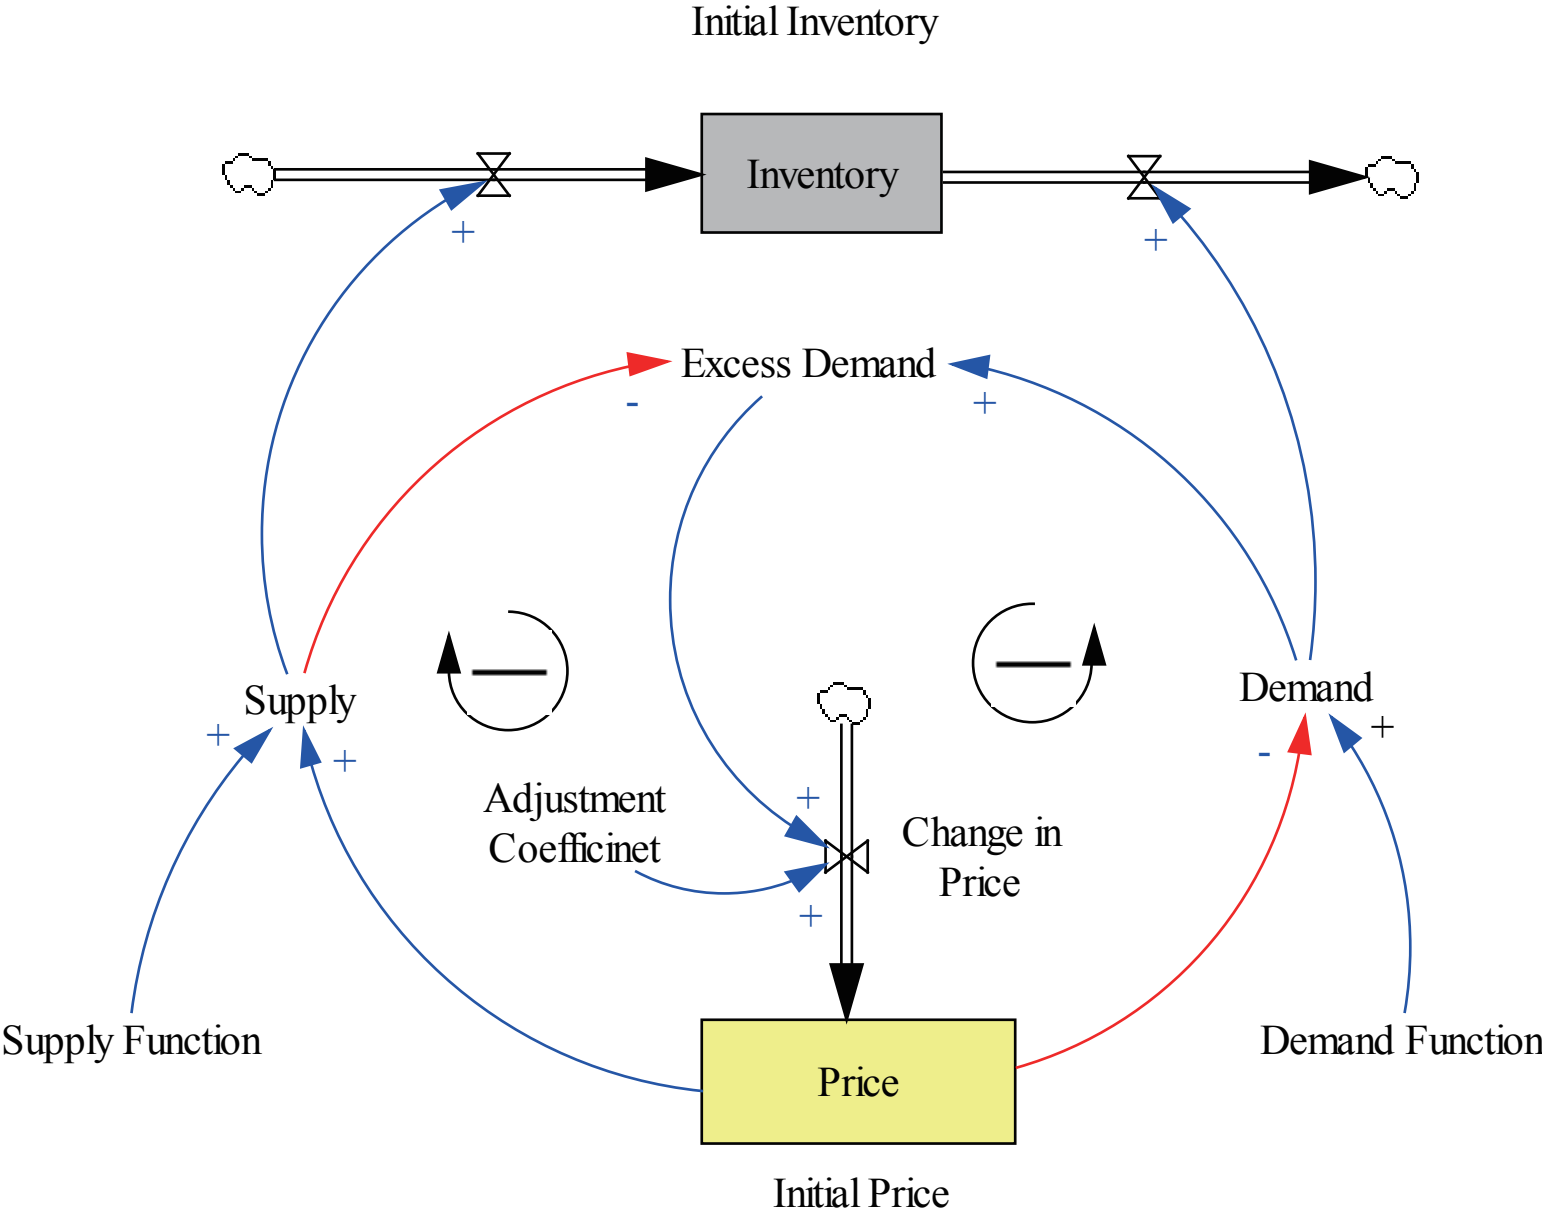 Initial Inventory
Inventory
+
+
Excess Demand
-
+
Supply
Demand
+
+
-
+
Adjustment
Coefficinet
+
+
Change in
Price
Supply Function
Demand Function
Price
Initial Price